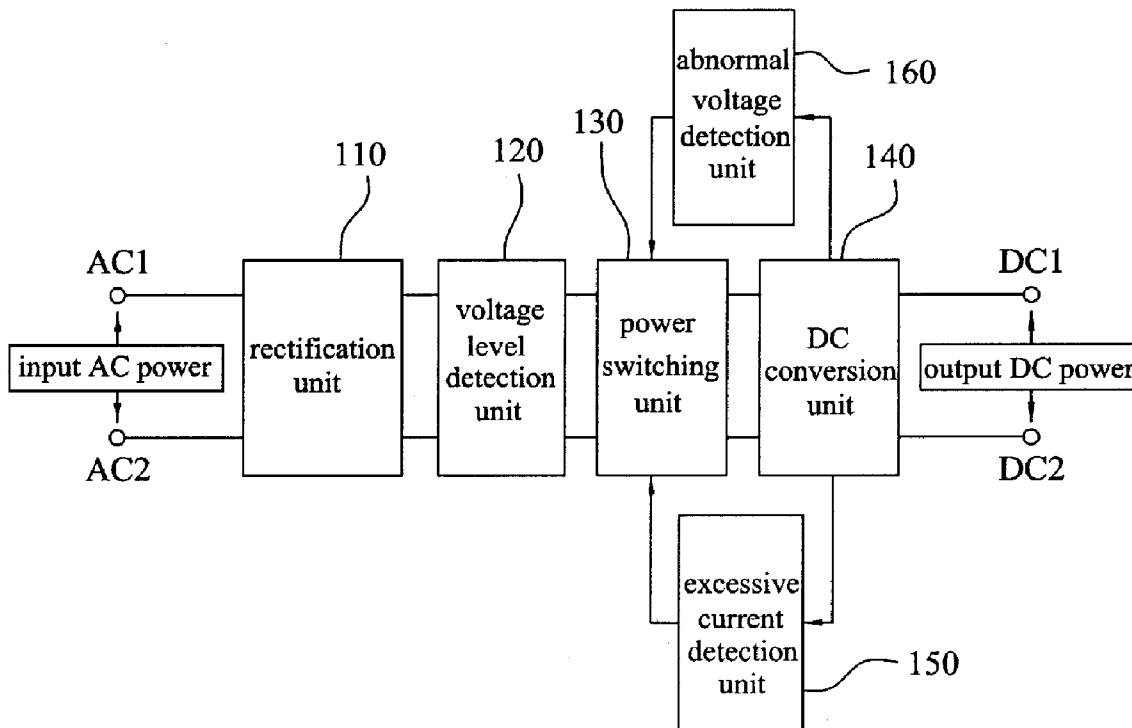 abnormal
voltage
detection
unit
160
130
110
120
140
AC1
DC1
rectification
unit
voltage
level
detection
unit
power
switching
unit
DC
conversion
unit
input AC power
output DC power
AC2
DC2
excessive
current
detection
unit
150